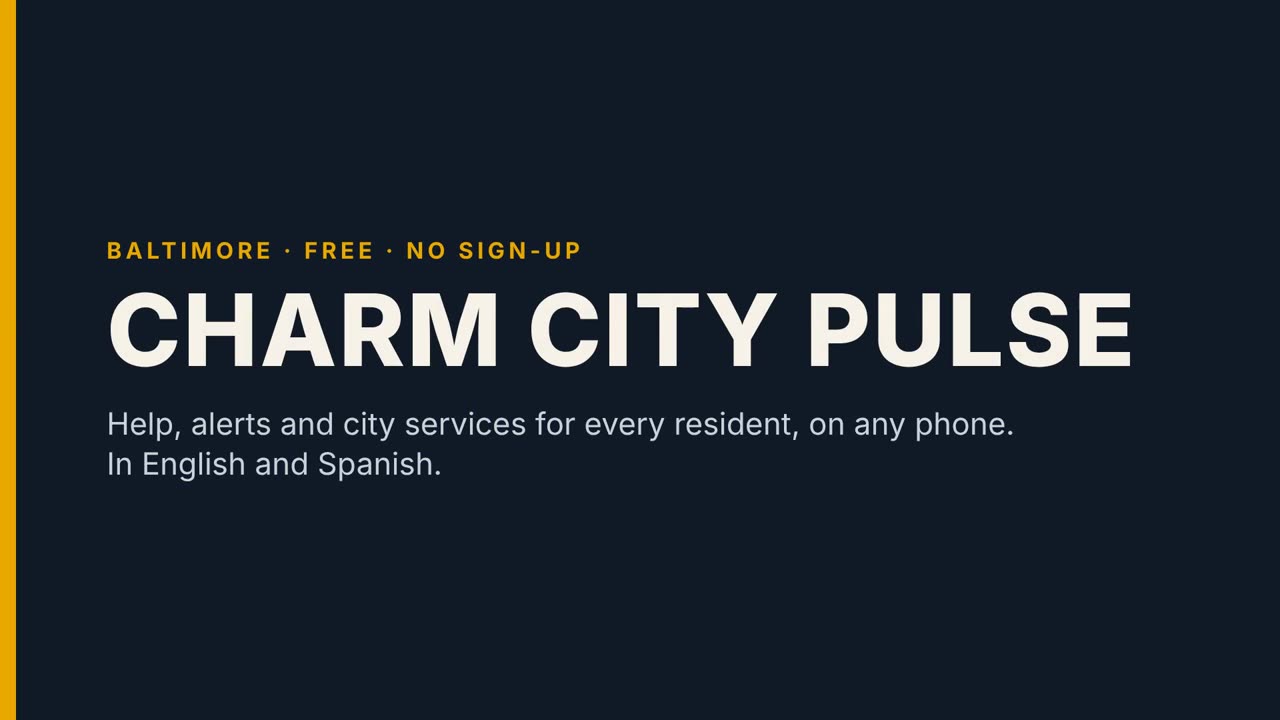 BALTIMORE · FREE · NO SIGN-UP
CHARM CITY PULSE
Help, alerts and city services for every resident, on any phone.
In English and Spanish.